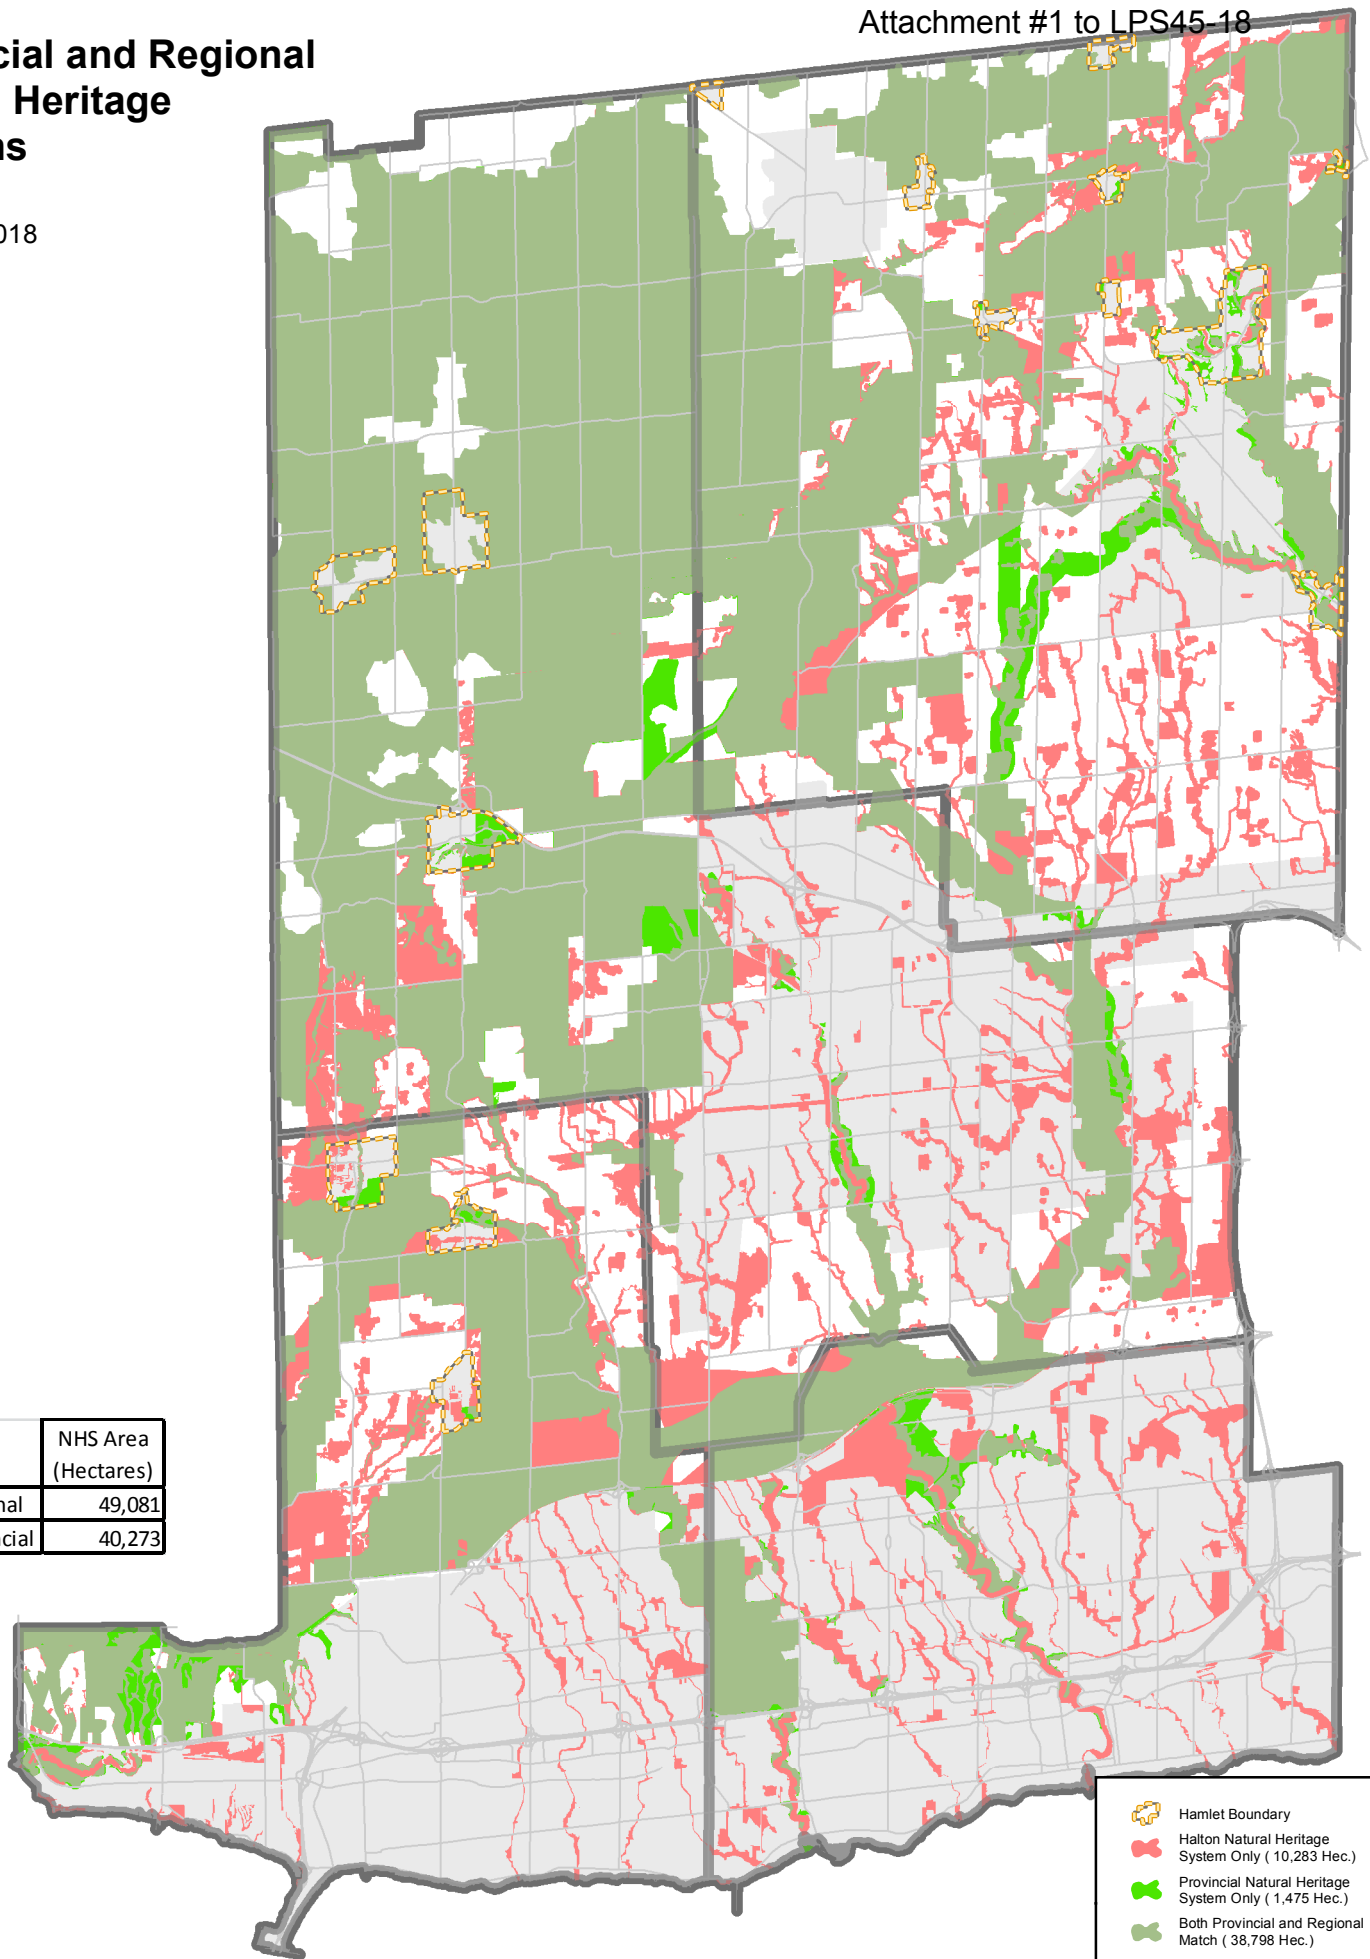 Attachment #1 to LPS45-18
cial and Regional
Heritage
ns
018
NHS Area
(Hectares)
nal 49,081
cial 40,273
Hamlet Boundary
Halton Natural Heritage
System Only ( 10,283 Hec.)
Provincial Natural Heritage
System Only ( 1,475 Hec.)
Both Provincial and Regional
Match ( 38,798 Hec.)